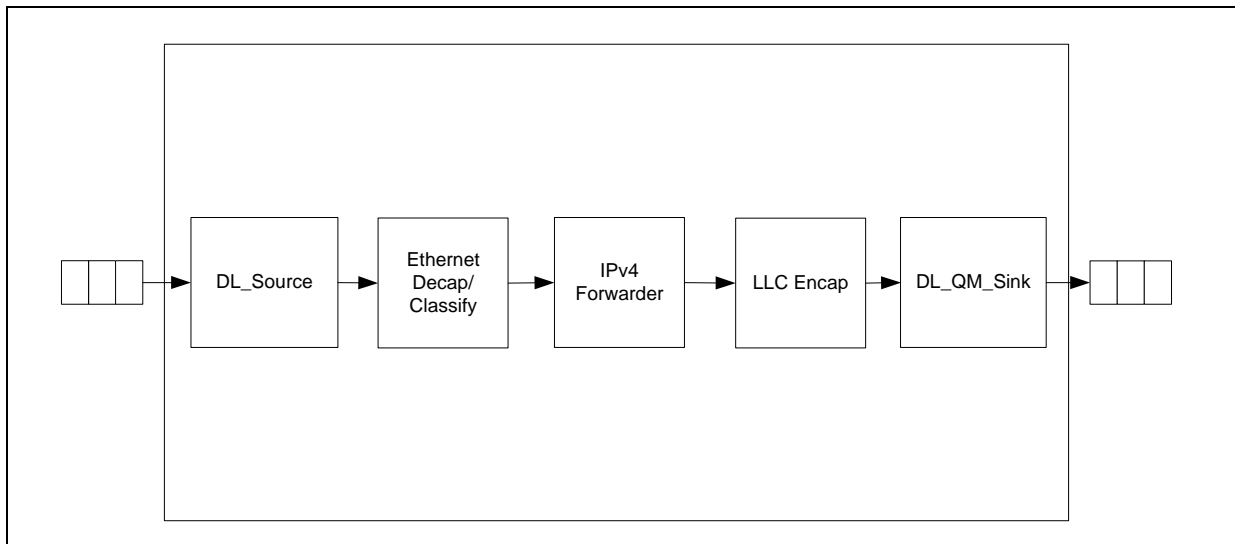 DL_Source
Ethernet
Decap/
Classify
IPv4
Forwarder
LLC Encap
DL_QM_Sink